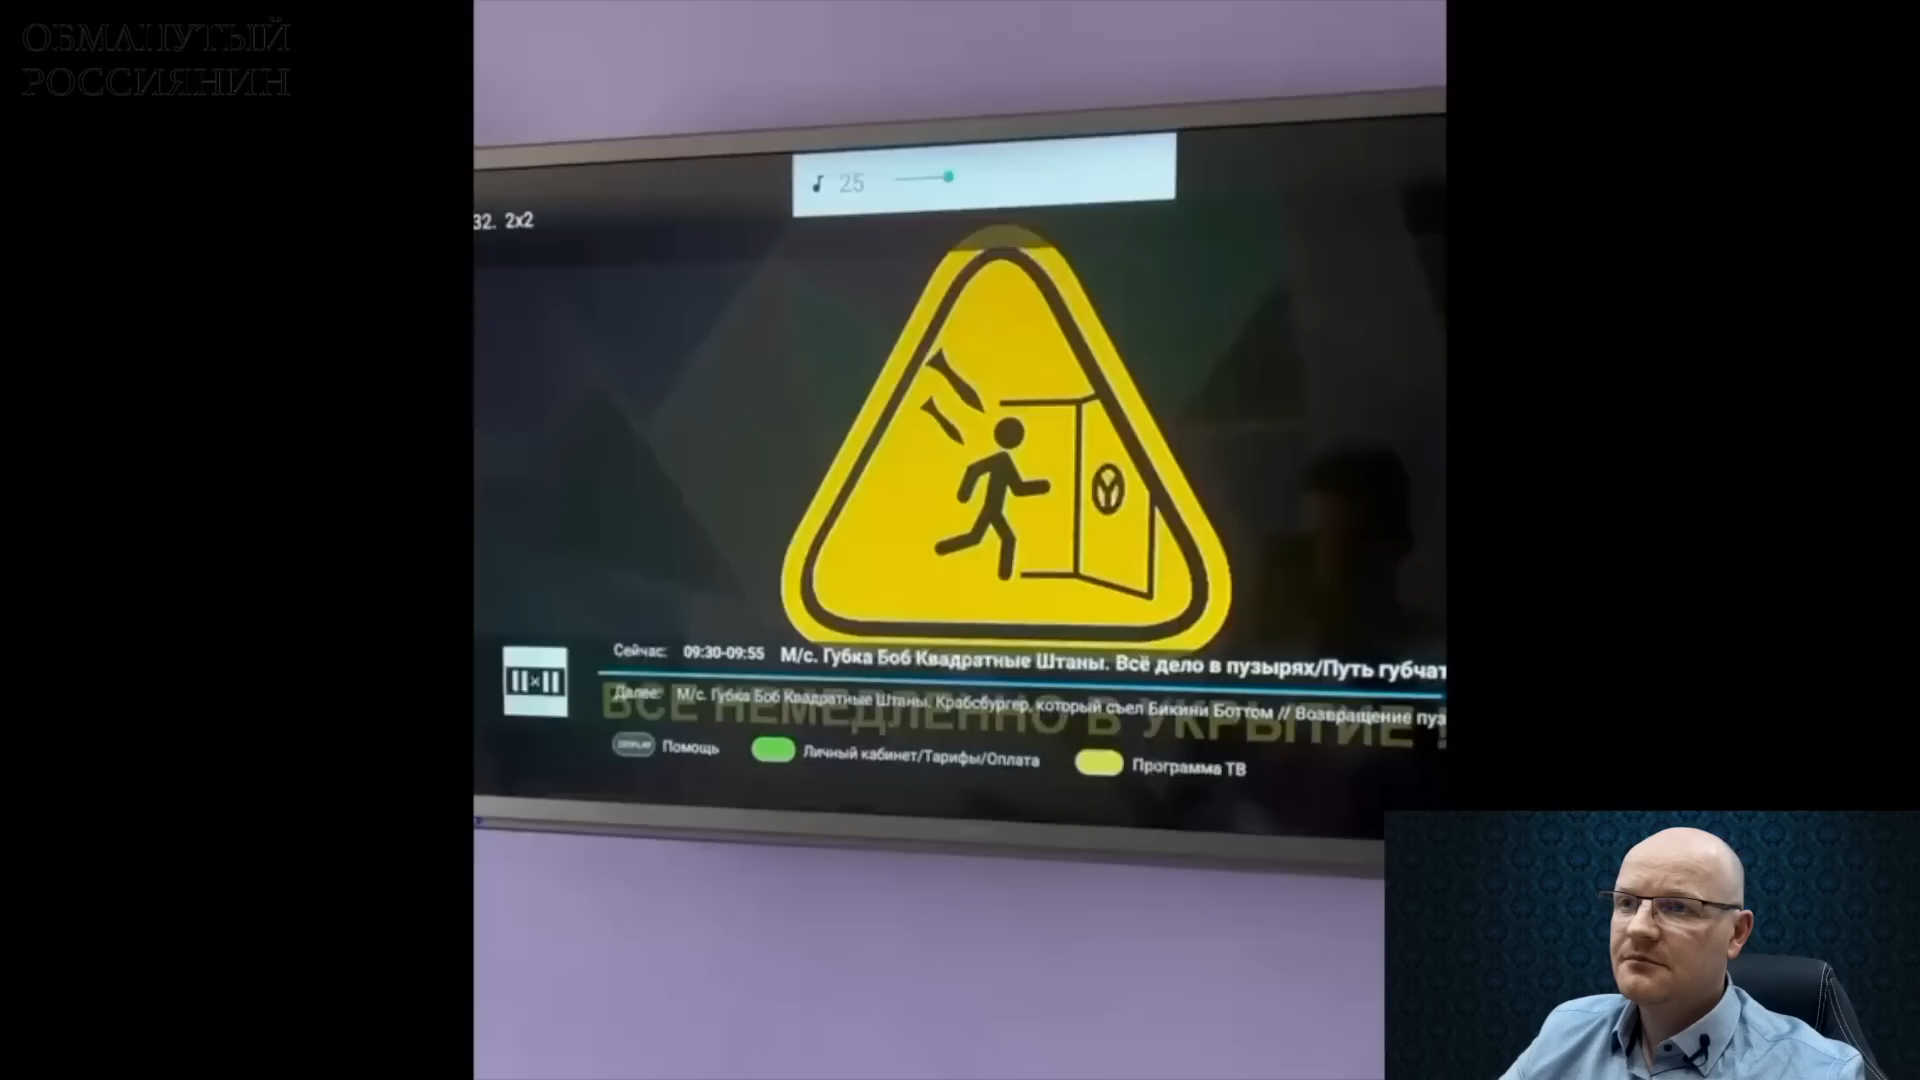 ОБМАНУТЫЙ
РОССИЯНИН
25
32. 2x2
Сейчас: 09:30-09:55 М/с. Губка Боб Квадратные Штаны. Всё дело в пузырях/Путь губчат
Далее: М/с. Губка Боб Квадратные Штаны. Крабсбургер, который съел Бикини Боттом // Возвращение пуз
ВСЕ НЕМЕДЛЕННО В УКРЫТИЕ !
DISPLAY Помощь Личный кабинет/Тарифы/Оплата Программа ТВ